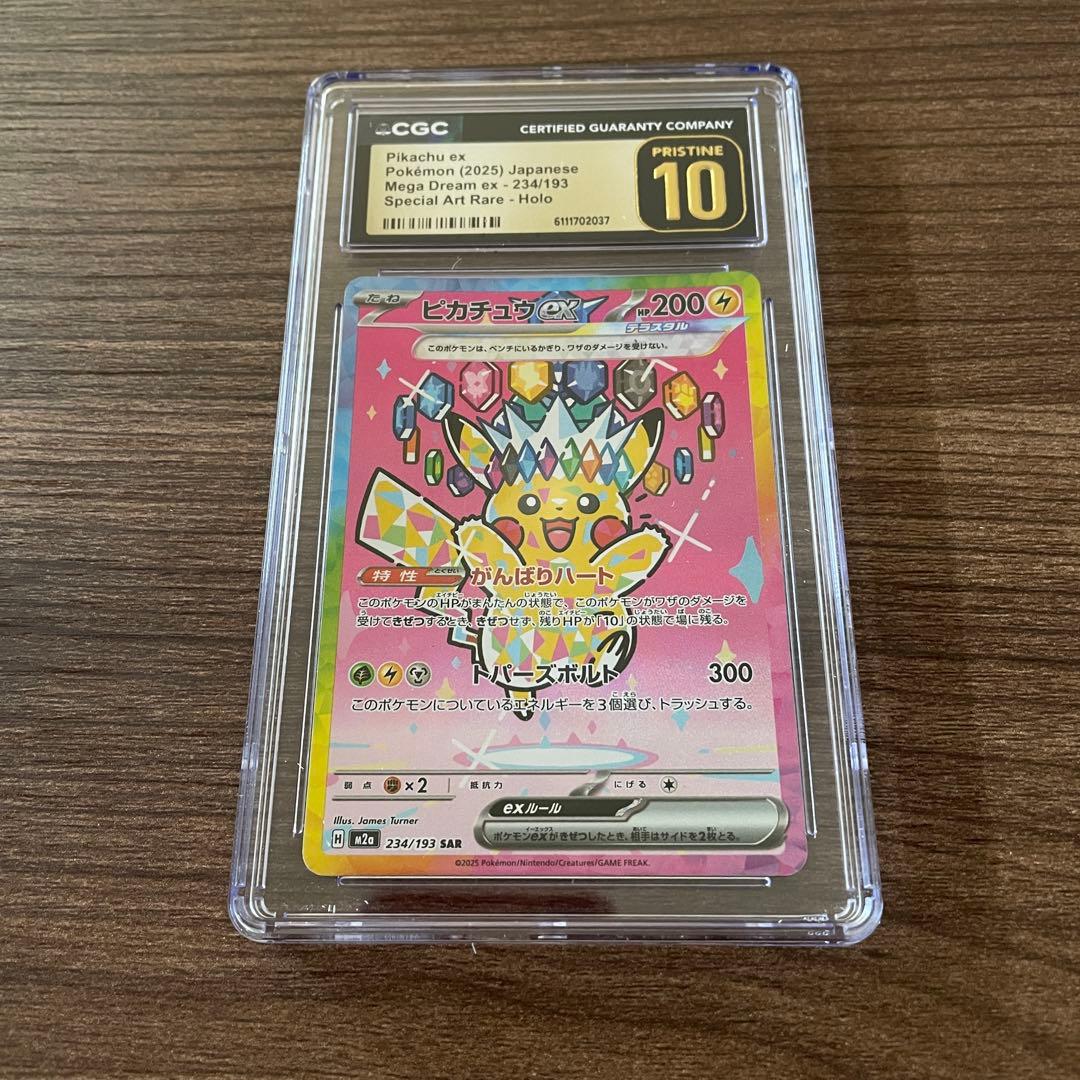 CGC
CERTIFIED GUARANTY COMPANY
Pikachu ex
Pokémon (2025) Japanese
Mega Dream ex - 234/193
Special Art Rare - Holo
6111702037
PRISTINE
10
たね
ピカチュウex
HP200
テラスタル
このポケモンは、ベンチにいるかぎり、ワザのダメージを受けない。
特性 とくせい がんばりハート
このポケモンのHPがまんたんの状態で、このポケモンがワザのダメージを
受けてきぜつするとき、きぜつせず、残りHPが「10」の状態で場に残る。
トパーズボルト 300
このポケモンについているエネルギーを3個選び、トラッシュする。
弱点 ×2 抵抗力 にげる
exルール
ポケモンexがきぜつしたとき、相手はサイドを2枚とる。
Illus. James Turner
H m2a 234/193 SAR
©2025 Pokémon/Nintendo/Creatures/GAME FREAK.